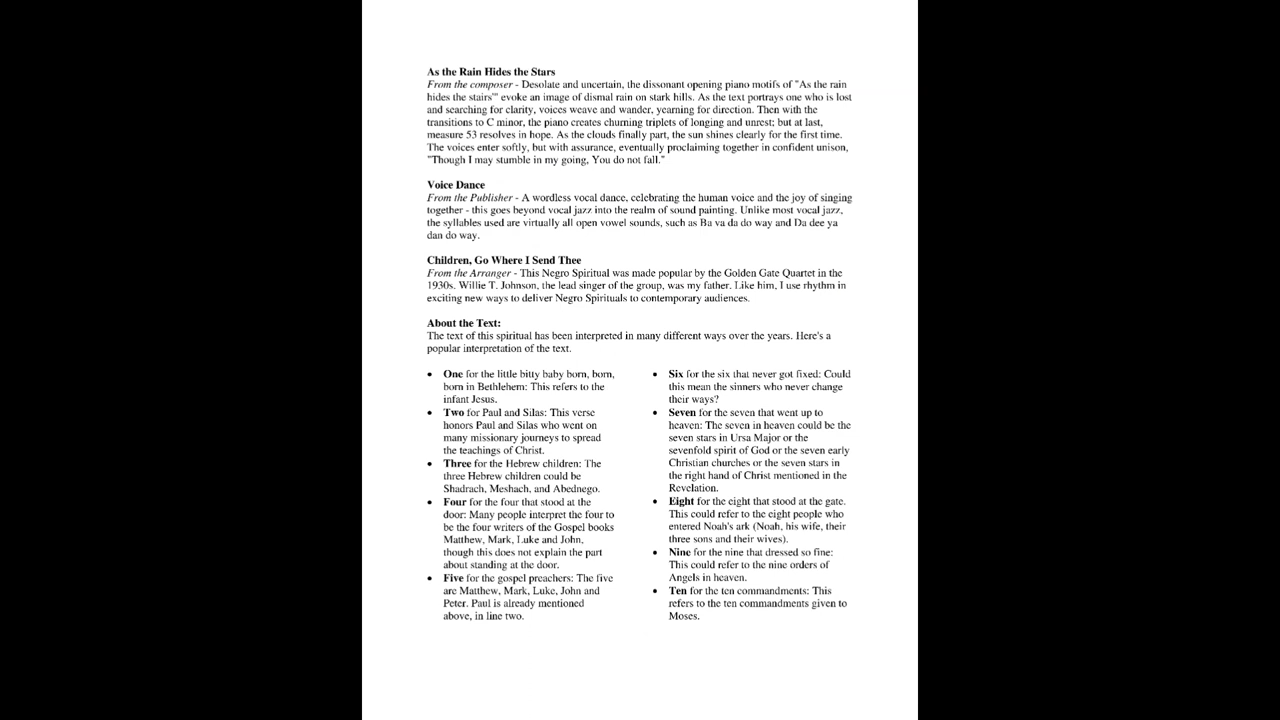 As the Rain Hides the Stars
From the composer - Desolate and uncertain, the dissonant opening piano motifs of "As the rain
hides the stairs'" evoke an image of dismal rain on stark hills. As the text portrays one who is lost
and searching for clarity, voices weave and wander, yearning for direction. Then with the
transitions to C minor, the piano creates churning triplets of longing and unrest; but at last,
measure 53 resolves in hope. As the clouds finally part, the sun shines clearly for the first time.
The voices enter softly, but with assurance, eventually proclaiming together in confident unison,
"Though I may stumble in my going, You do not fall."
Voice Dance
From the Publisher - A wordless vocal dance, celebrating the human voice and the joy of singing
together - this goes beyond vocal jazz into the realm of sound painting. Unlike most vocal jazz,
the syllables used are virtually all open vowel sounds, such as Ba va da do way and Da dee ya
dan do way.
Children, Go Where I Send Thee
From the Arranger - This Negro Spiritual was made popular by the Golden Gate Quartet in the
1930s. Willie T. Johnson, the lead singer of the group, was my father. Like him, I use rhythm in
exciting new ways to deliver Negro Spirituals to contemporary audiences.
About the Text:
The text of this spiritual has been interpreted in many different ways over the years. Here's a
popular interpretation of the text.
• One for the little bitty baby born, born,
born in Bethlehem: This refers to the
infant Jesus.
• Two for Paul and Silas: This verse
honors Paul and Silas who went on
many missionary journeys to spread
the teachings of Christ.
• Three for the Hebrew children: The
three Hebrew children could be
Shadrach, Meshach, and Abednego.
• Four for the four that stood at the
door: Many people interpret the four to
be the four writers of the Gospel books
Matthew, Mark, Luke and John,
though this does not explain the part
about standing at the door.
• Five for the gospel preachers: The five
are Matthew, Mark, Luke, John and
Peter. Paul is already mentioned
above, in line two.
• Six for the six that never got fixed: Could
this mean the sinners who never change
their ways?
• Seven for the seven that went up to
heaven: The seven in heaven could be the
seven stars in Ursa Major or the
sevenfold spirit of God or the seven early
Christian churches or the seven stars in
the right hand of Christ mentioned in the
Revelation.
• Eight for the eight that stood at the gate.
This could refer to the eight people who
entered Noah's ark (Noah, his wife, their
three sons and their wives).
• Nine for the nine that dressed so fine:
This could refer to the nine orders of
Angels in heaven.
• Ten for the ten commandments: This
refers to the ten commandments given to
Moses.